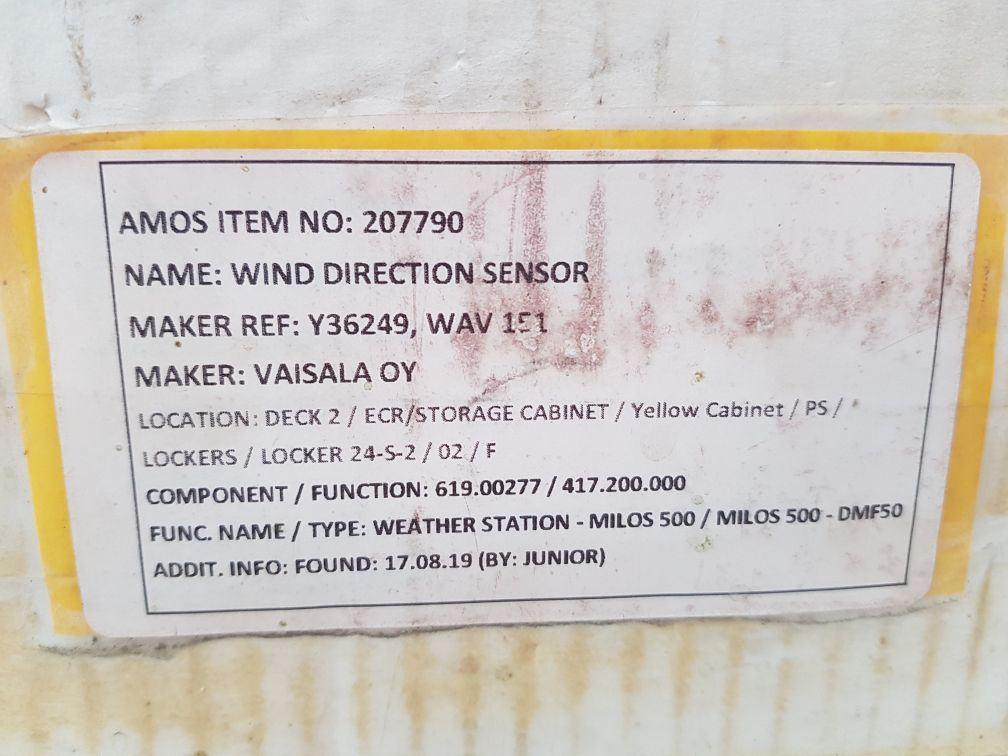 AMOS ITEM NO: 207790
NAME: WIND DIRECTION SENSOR
MAKER REF: Y36249, WAV 151
MAKER: VAISALA OY
LOCATION: DECK 2 / ECR/STORAGE CABINET / Yellow Cabinet / PS /
LOCKERS / LOCKER 24-S-2 / 02 / F
COMPONENT / FUNCTION: 619.00277 / 417.200.000
FUNC. NAME / TYPE: WEATHER STATION - MILOS 500 / MILOS 500 - DMF50
ADDIT. INFO: FOUND: 17.08.19 (BY: JUNIOR)